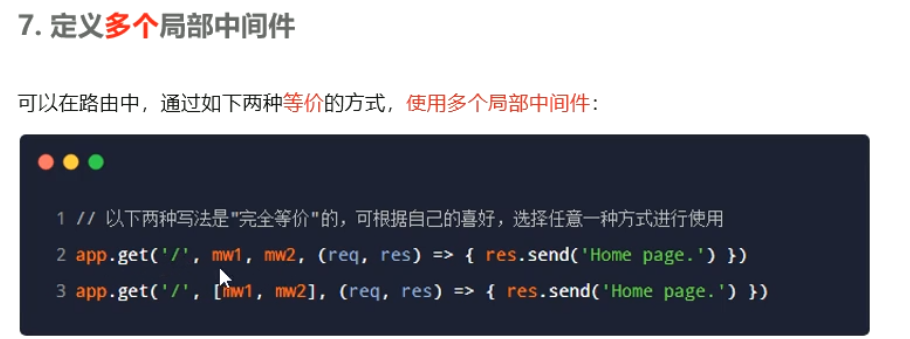 7. 定义多个局部中间件
可以在路由中，通过如下两种等价的方式，使用多个局部中间件：
1 // 以下两种写法是"完全等价"的，可根据自己的喜好，选择任意一种方式进行使用
2 app.get('/', mw1, mw2, (req, res) => { res.send('Home page.') })
3 app.get('/', [mw1, mw2], (req, res) => { res.send('Home page.') })